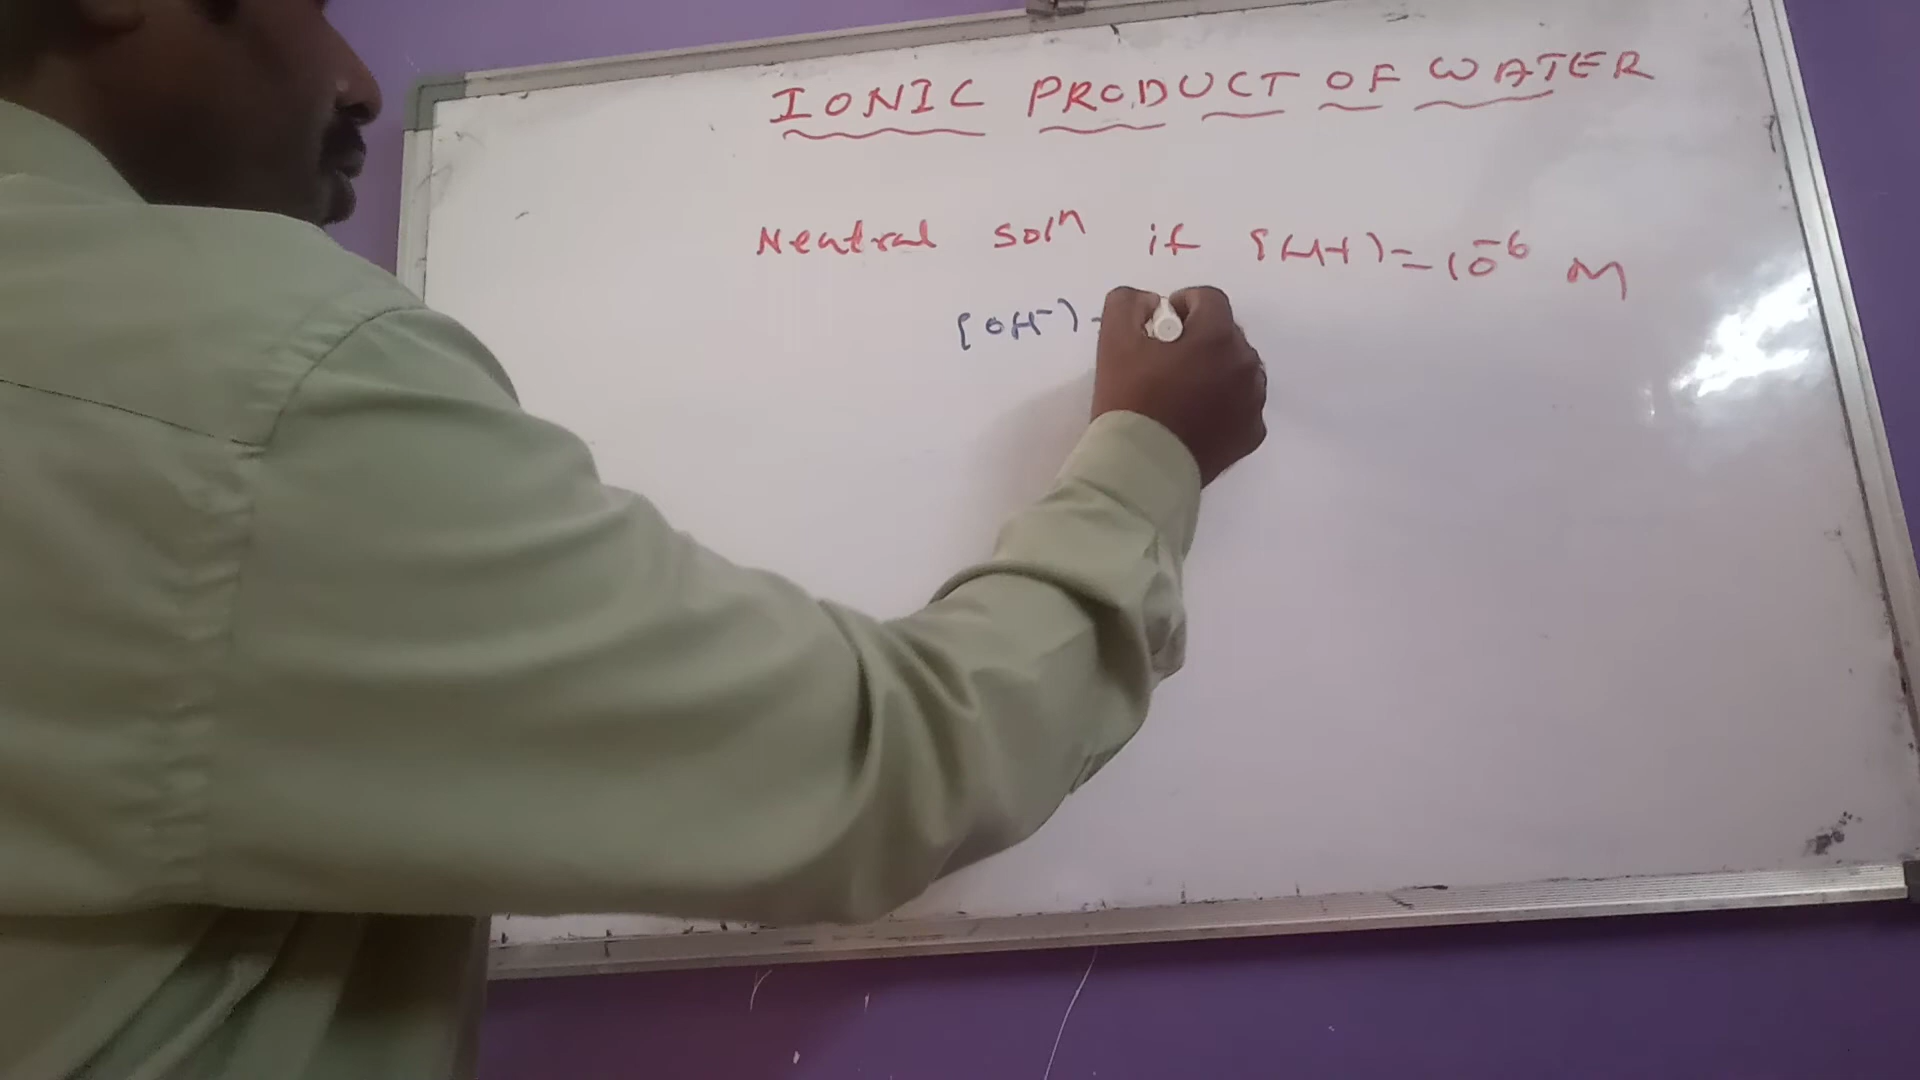 IONIC PRODUCT OF WATER
Neutral solⁿ if [H+] = 10⁻⁶ M
[OH⁻] =